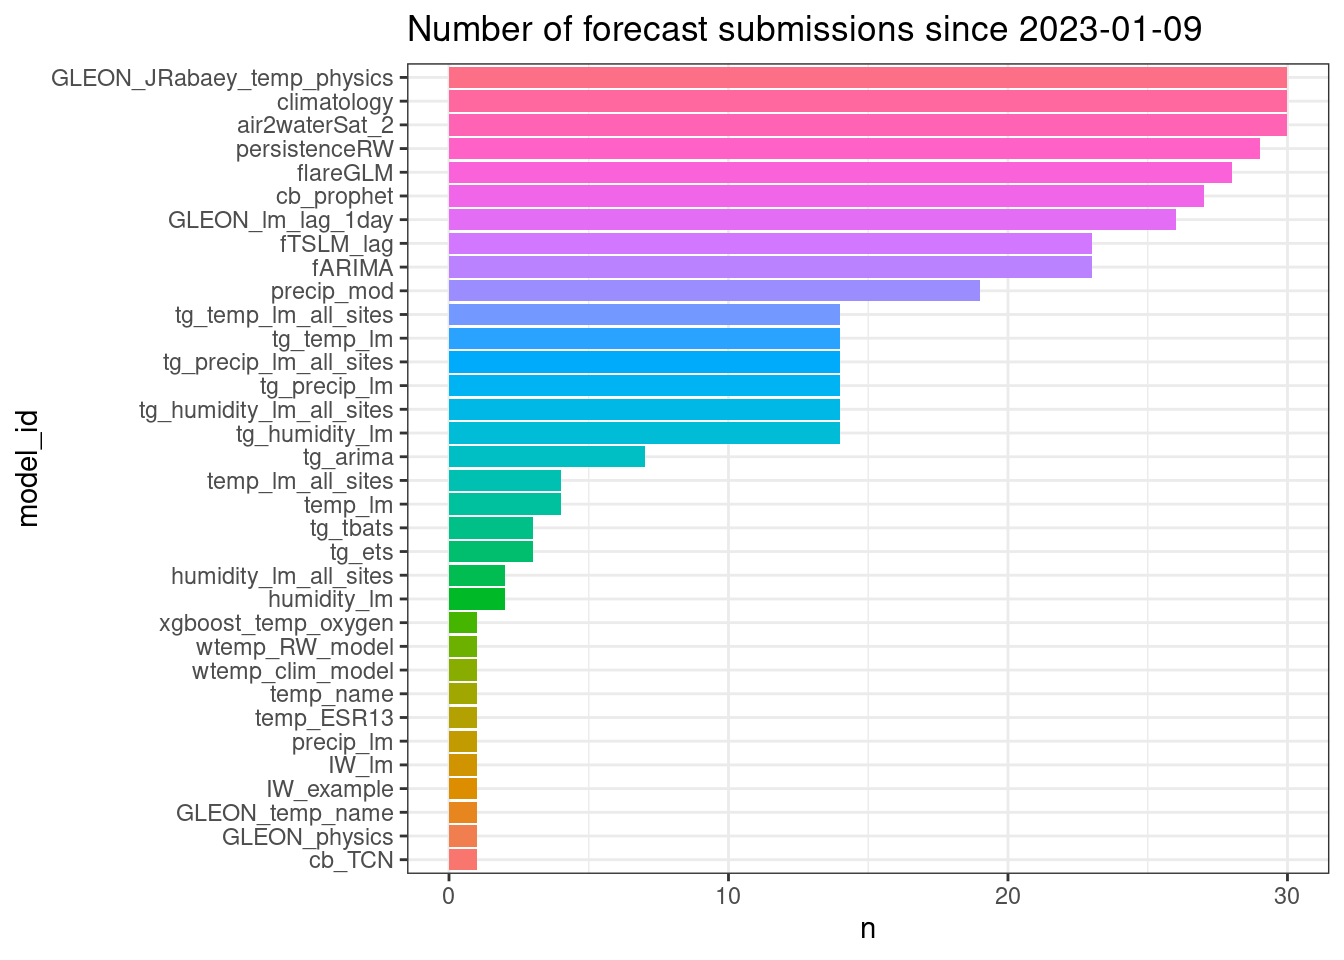 Number of forecast submissions since 2023-01-09
GLEON_JRabaey_temp_physics
climatology
air2waterSat_2
persistenceRW
flareGLM
cb_prophet
GLEON_lm_lag_1day
fTSLM_lag
fARIMA
precip_mod
tg_temp_lm_all_sites
tg_temp_lm
tg_precip_lm_all_sites
tg_precip_lm
tg_humidity_lm_all_sites
tg_humidity_lm
tg_arima
temp_lm_all_sites
temp_lm
tg_tbats
tg_ets
humidity_lm_all_sites
humidity_lm
xgboost_temp_oxygen
wtemp_RW_model
wtemp_clim_model
temp_name
temp_ESR13
precip_lm
IW_lm
IW_example
GLEON_temp_name
GLEON_physics
cb_TCN
model_id
0 10 20 30
n